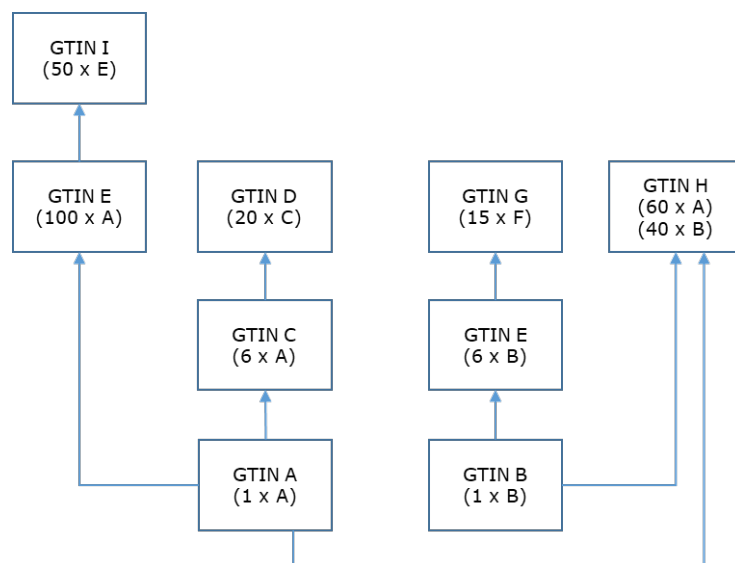 GTIN I
(50 x E)
GTIN E
(100 x A)
GTIN D
(20 x C)
GTIN G
(15 x F)
GTIN H
(60 x A)
(40 x B)
GTIN C
(6 x A)
GTIN E
(6 x B)
GTIN A
(1 x A)
GTIN B
(1 x B)